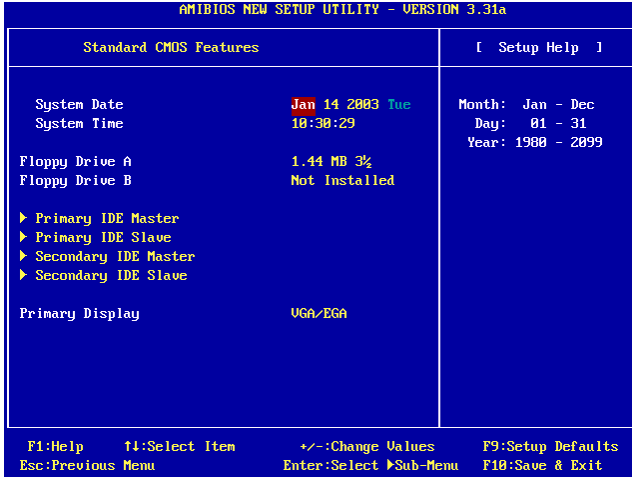 AMIBIOS NEW SETUP UTILITY - VERSION 3.31a
Standard CMOS Features
[ Setup Help ]
System Date Jan 14 2003 Tue
System Time 10:30:29
Month: Jan - Dec
Day: 01 - 31
Year: 1980 - 2099
Floppy Drive A 1.44 MB 3½
Floppy Drive B Not Installed
▶ Primary IDE Master
▶ Primary IDE Slave
▶ Secondary IDE Master
▶ Secondary IDE Slave
Primary Display VGA/EGA
F1:Help ↑↓:Select Item +/-:Change Values F9:Setup Defaults
Esc:Previous Menu Enter:Select ▶Sub-Menu F10:Save & Exit